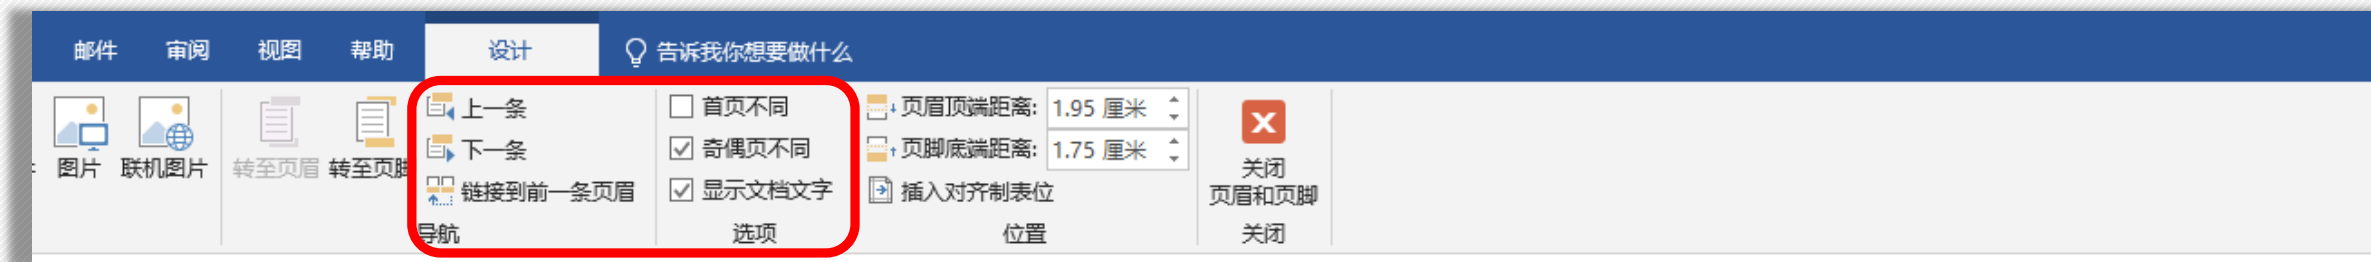 邮件 审阅 视图 帮助 设计 告诉我你想要做什么
上一条 首页不同 页眉顶端距离: 1.95 厘米
下一条 奇偶页不同 页脚底端距离: 1.75 厘米
图片 联机图片 转至页眉 转至页脚 关闭
链接到前一条页眉 显示文档文字 插入对齐制表位 页眉和页脚
导航 选项 位置 关闭